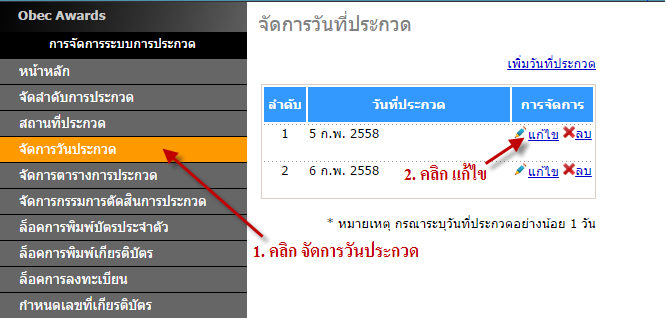 Obec Awards
การจัดการระบบการประกวด
หน้าหลัก
จัดลำดับการประกวด
สถานที่ประกวด
จัดการวันประกวด
จัดการตารางการประกวด
จัดการกรรมการตัดสินการประกวด
ล็อคการพิมพ์บัตรประจำตัว
ล็อคการพิมพ์เกียรติบัตร
ล็อคการลงทะเบียน
กำหนดเลขที่เกียรติบัตร
จัดการวันที่ประกวด
เพิ่มวันที่ประกวด
ลำดับ วันที่ประกวด การจัดการ
1 5 ก.พ. 2558 แก้ไข ลบ
2 6 ก.พ. 2558 แก้ไข ลบ
2. คลิก แก้ไข
* หมายเหตุ กรุณาระบุวันที่ประกวดอย่างน้อย 1 วัน
1. คลิก จัดการวันประกวด